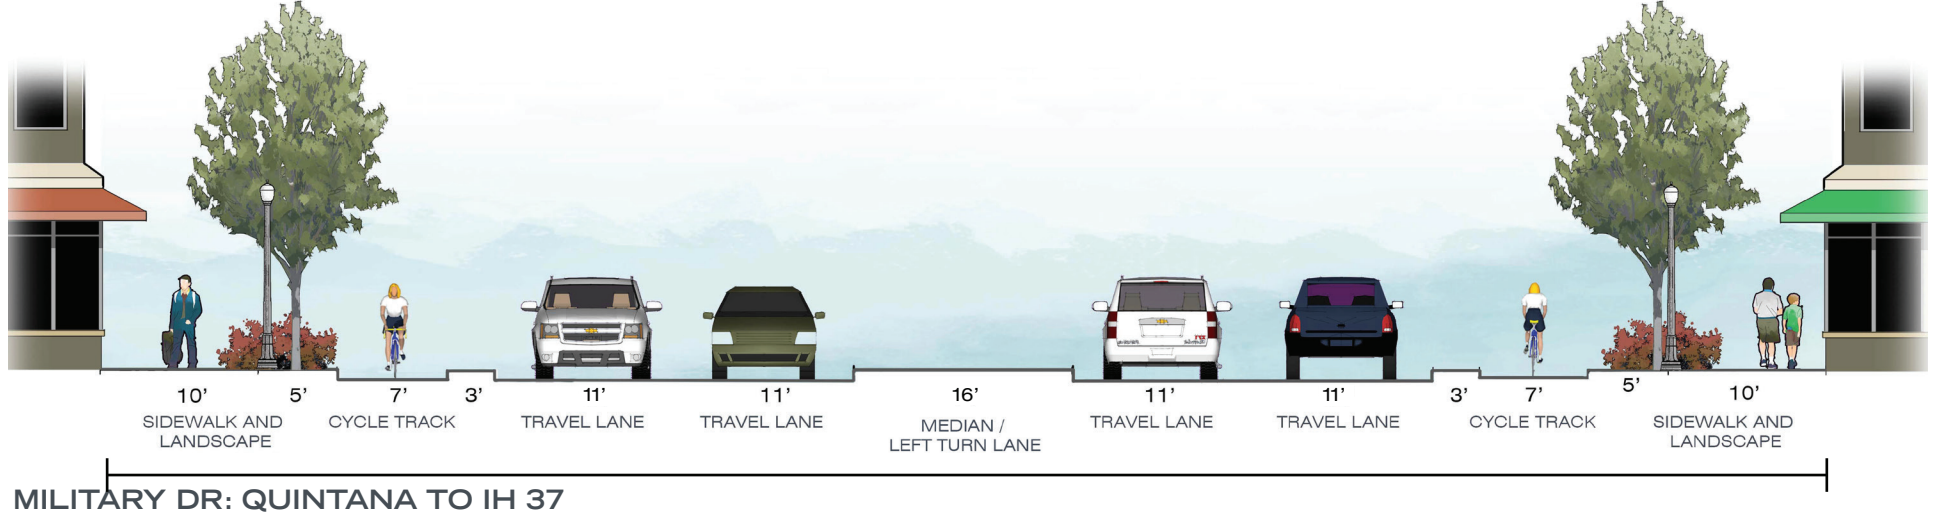 10' 5' 7' 3' 11' 11' 16' 11' 11' 3' 7' 5' 10'
SIDEWALK AND
LANDSCAPE
CYCLE TRACK
TRAVEL LANE
TRAVEL LANE
MEDIAN /
LEFT TURN LANE
TRAVEL LANE
TRAVEL LANE
CYCLE TRACK
SIDEWALK AND
LANDSCAPE
MILITARY DR: QUINTANA TO IH 37